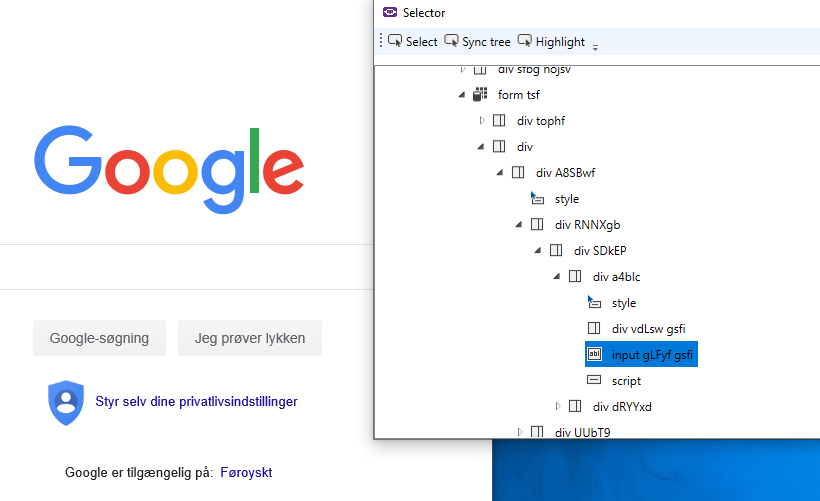 Google
Google-søgning
Jeg prøver lykken
Styr selv dine privatlivsindstillinger
Google er tilgængelig på: Føroyskt
Selector
Select Sync tree Highlight
div sfbg nojsv
form tsf
div tophf
div
div A8SBwf
style
div RNNXgb
div SDkEP
div a4bIc
style
div vdLsw gsfi
abl
input gLFyf gsfi
script
div dRYYxd
div UUbT9